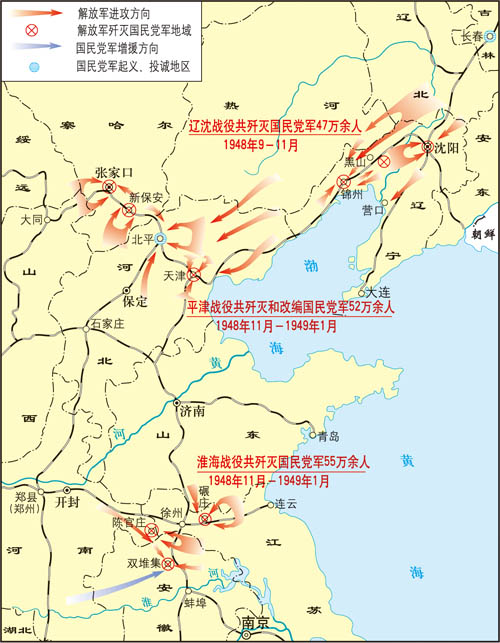 解放军进攻方向
解放军歼灭国民党军地域
国民党军增援方向
国民党军起义、投诚地区
吉
林
长春
辽
北
热
河
察
哈
尔
绥
远
辽沈战役共歼灭国民党军47万余人
1948年9-11月
黑山
沈阳
锦州
营口
辽
宁
安
东
朝鲜
张家口
新保安
大同
北平
天津
渤
海
大连
山
西
河
北
保定
石家庄
平津战役共歼灭和改编国民党军52万余人
1948年11月-1949年1月
黄
河
济南
山
东
青岛
黄
海
淮海战役共歼灭国民党军55万余人
1948年11月-1949年1月
碾庄
郑县
(郑州)
开封
徐州
连云
陈官庄
双堆集
河
南
江
苏
安
徽
淮
河
蚌埠
湖北
南京